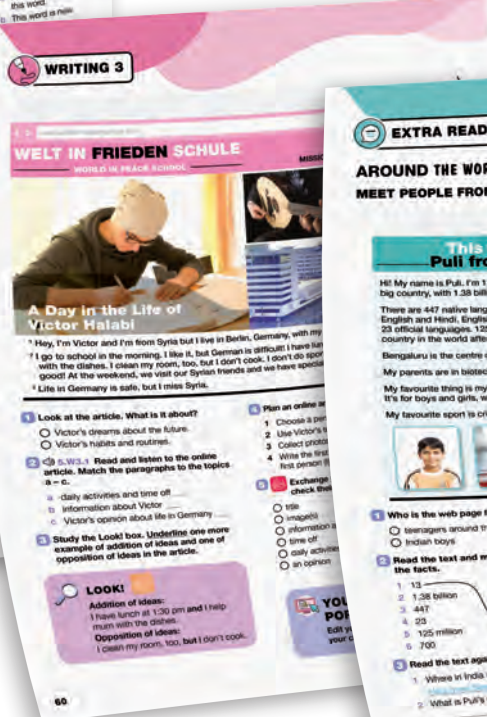 this word.
b This word is new
WRITING 3
WELT IN FRIEDEN SCHULE
WORLD IN PEACE SCHOOL
MISSIO
A Day in the Life of
Victor Halabi
Hey, I'm Victor and I'm from Syria but I live in Berlin, Germany, with my
I go to school in the morning. I like it, but German is difficult! I have lun
with the dishes. I clean my room, too, but I don't cook. I don't do spor
good! At the weekend, we visit our Syrian friends and we have special
Life in Germany is safe, but I miss Syria.
1 Look at the article. What is it about?
Victor's dreams about the future.
Victor's habits and routines.
2 5.W3.1 Read and listen to the online
article. Match the paragraphs to the topics
a – c.
a daily activities and time off
b information about Victor
c. Victor's opinion about life in Germany
3 Study the Look! box. Underline one more
example of addition of ideas and one of
opposition of ideas in the article.
LOOK!
Addition of ideas:
I have lunch at 1:30 pm and I help
mum with the dishes.
Opposition of ideas:
I clean my room, too, but I don't cook.
60
4 Plan an online ar
1 Choose a per
2 Use Victor's t
3 Collect photo
4 Write the first
first person (I
5 Exchange
check thei
title
image(s)
information a
time off
daily activitie
an opinion
YOU
POR
Edit y
your c
EXTRA READ
AROUND THE WOR
MEET PEOPLE FROM
This
Puli fro
Hi! My name is Puli. I'm 1
big country, with 1.38 billi
There are 447 native lang
English and Hindi. Englis
23 official languages. 125
country in the world afte
Bengaluru is the centre o
My parents are in biotec
My favourite thing is my
It's for boys and girls, w
My favourite sport is cri
1 Who is the web page f
teenagers around th
Indian boys
2 Read the text and m
the facts.
1 13
2 1.38 billion
3 447
4 23
5 125 million
6 700
3 Read the text agai
1 Where in India
2 What is Puli's